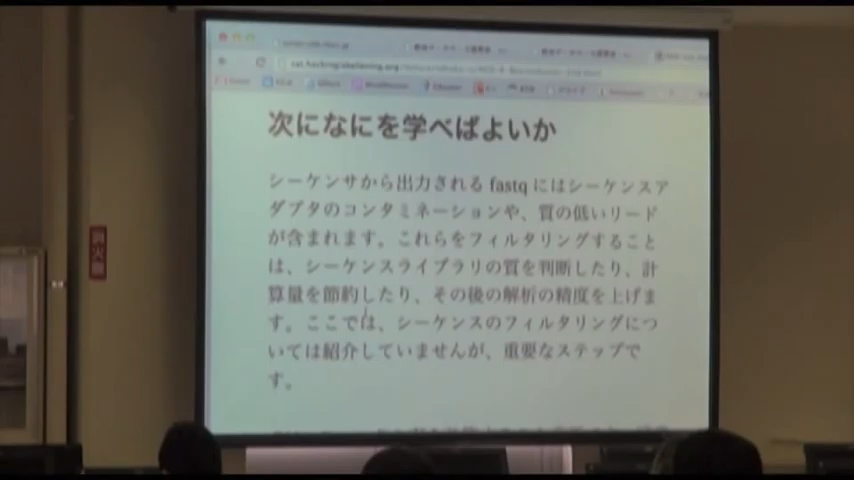 次になにを学べばよいか
シーケンサから出力される fastq にはシーケンスア
ダプタのコンタミネーションや、質の低いリード
が含まれます。これらをフィルタリングすること
は、シーケンスライブラリの質を判断したり、計
算量を節約したり、その後の解析の精度を上げま
す。ここでは、シーケンスのフィルタリングにつ
いては紹介していませんが、重要なステップで
す。